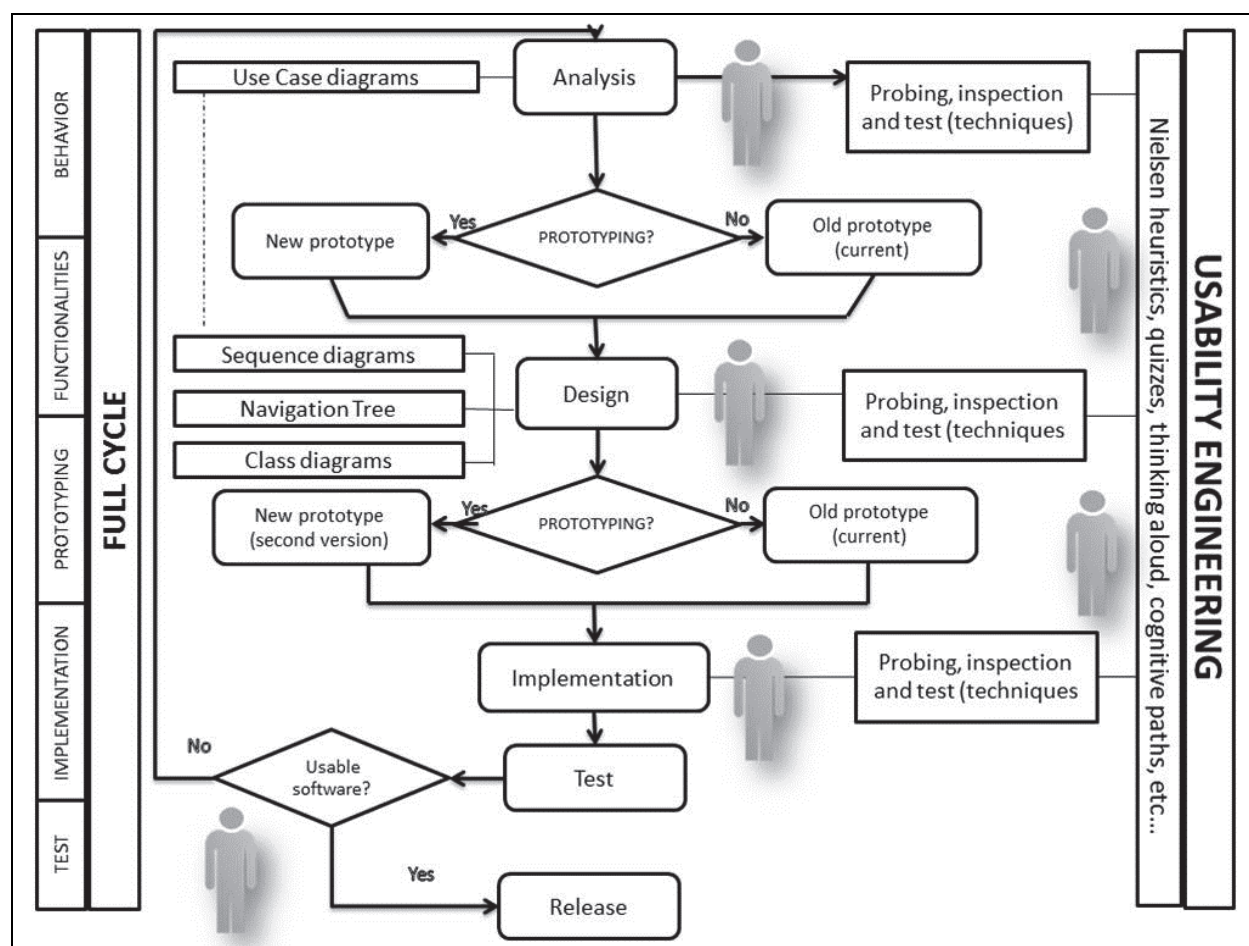 FULL CYCLE
BEHAVIOR
FUNCTIONALITIES
PROTOTYPING
IMPLEMENTATION
TEST
Use Case diagrams
Analysis
Probing, inspection
and test (techniques)
Yes
PROTOTYPING?
No
New prototype
Old prototype
(current)
Sequence diagrams
Navigation Tree
Class diagrams
Design
Probing, inspection
and test (techniques
Yes
PROTOTYPING?
No
New prototype
(second version)
Old prototype
(current)
Implementation
Probing, inspection
and test (techniques
Test
No
Usable
software?
Yes
Release
Nielsen heuristics, quizzes, thinking aloud, cognitive paths, etc...
USABILITY ENGINEERING